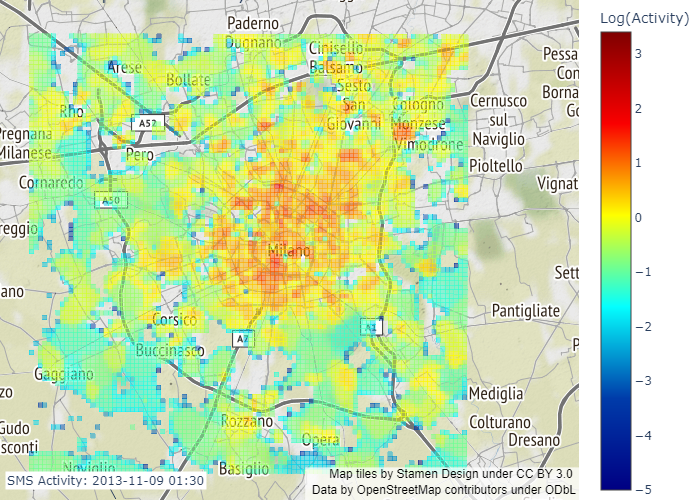 Log(Activity)
3
2
1
0
−1
−2
−3
−4
−5
Paderno
Dugnano
Cinisello
Balsamo
Arese
Bollate
Sesto
San
Giovanni
Cologno
Monzese
Rho
A52
Cernusco
sul
Naviglio
Pessa
Con
Borna
Go
Pregnana
Milanese
Pero
Vimodrone
Pioltello
Cornaredo
Vignat
A50
reggio
Milano
Sett
ano
Pantigliate
Corsico
A1
A7
Buccinasco
P
Gaggiano
zo
Mediglia
Rozzano
Colturano
Gudo
Visconti
Opera
Dresano
Noviglio
Basiglio
SMS Activity: 2013-11-09 01:30
Map tiles by Stamen Design under CC BY 3.0
Data by OpenStreetMap contributors under ODbL